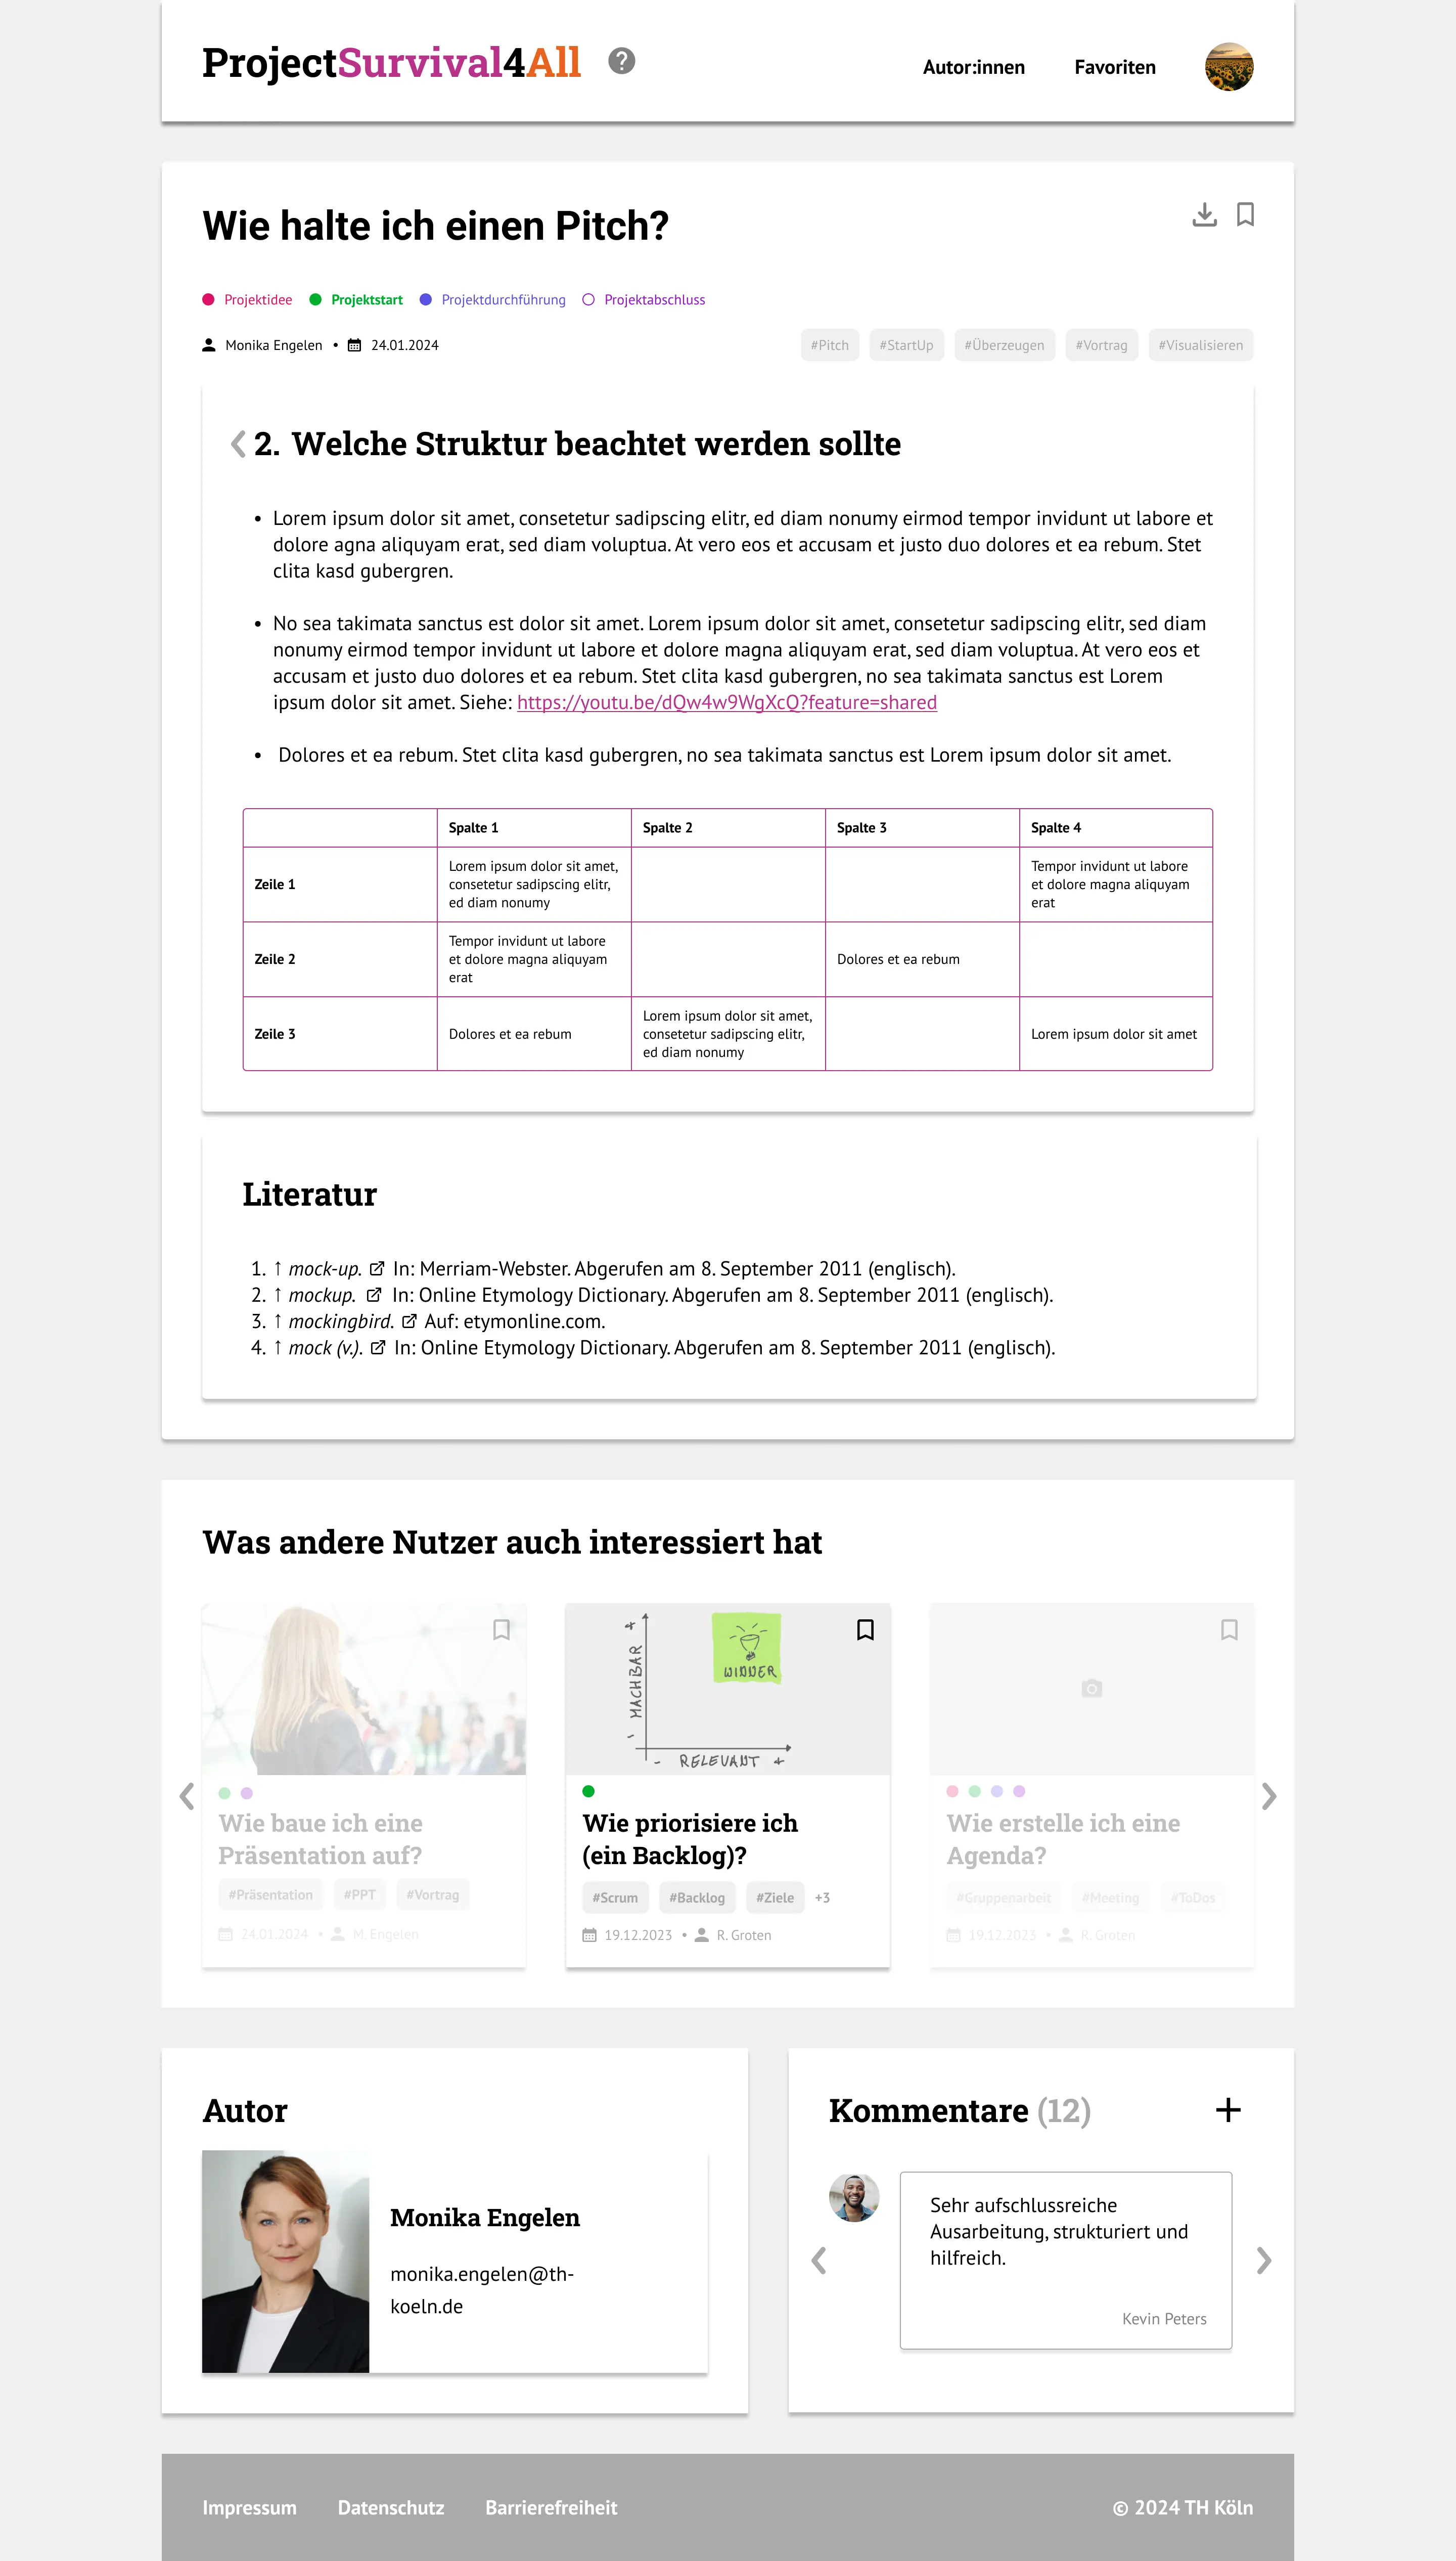 ProjectSurvival4All ?
Autor:innen Favoriten
Wie halte ich einen Pitch?
Projektidee Projektstart Projektdurchführung Projektabschluss
Monika Engelen • 24.01.2024
#Pitch #StartUp #Überzeugen #Vortrag #Visualisieren
2. Welche Struktur beachtet werden sollte
• Lorem ipsum dolor sit amet, consetetur sadipscing elitr, ed diam nonumy eirmod tempor invidunt ut labore et
dolore agna aliquyam erat, sed diam voluptua. At vero eos et accusam et justo duo dolores et ea rebum. Stet
clita kasd gubergren.
• No sea takimata sanctus est dolor sit amet. Lorem ipsum dolor sit amet, consetetur sadipscing elitr, sed diam
nonumy eirmod tempor invidunt ut labore et dolore magna aliquyam erat, sed diam voluptua. At vero eos et
accusam et justo duo dolores et ea rebum. Stet clita kasd gubergren, no sea takimata sanctus est Lorem
ipsum dolor sit amet. Siehe: https://youtu.be/dQw4w9WgXcQ?feature=shared
• Dolores et ea rebum. Stet clita kasd gubergren, no sea takimata sanctus est Lorem ipsum dolor sit amet.
Spalte 1 Spalte 2 Spalte 3 Spalte 4
Zeile 1
Lorem ipsum dolor sit amet,
consetetur sadipscing elitr,
ed diam nonumy
Tempor invidunt ut labore
et dolore magna aliquyam
erat
Zeile 2
Tempor invidunt ut labore
et dolore magna aliquyam
erat
Dolores et ea rebum
Zeile 3
Dolores et ea rebum
Lorem ipsum dolor sit amet,
consetetur sadipscing elitr,
ed diam nonumy
Lorem ipsum dolor sit amet
Literatur
1. ↑ mock-up. In: Merriam-Webster. Abgerufen am 8. September 2011 (englisch).
2. ↑ mockup. In: Online Etymology Dictionary. Abgerufen am 8. September 2011 (englisch).
3. ↑ mockingbird. Auf: etymonline.com.
4. ↑ mock (v.). In: Online Etymology Dictionary. Abgerufen am 8. September 2011 (englisch).
Was andere Nutzer auch interessiert hat
Wie baue ich eine
Präsentation auf?
#Präsentation #PPT #Vortrag
24.01.2024 • M. Engelen
+
MACHBAR
-
WINNER
- RELEVANT +
Wie priorisiere ich
(ein Backlog)?
#Scrum #Backlog #Ziele +3
19.12.2023 • R. Groten
Wie erstelle ich eine
Agenda?
#Gruppenarbeit #Meeting #ToDos
19.12.2023 • R. Groten
Autor
Monika Engelen
monika.engelen@th-
koeln.de
Kommentare (12) +
Sehr aufschlussreiche
Ausarbeitung, strukturiert und
hilfreich.
Kevin Peters
Impressum Datenschutz Barrierefreiheit © 2024 TH Köln